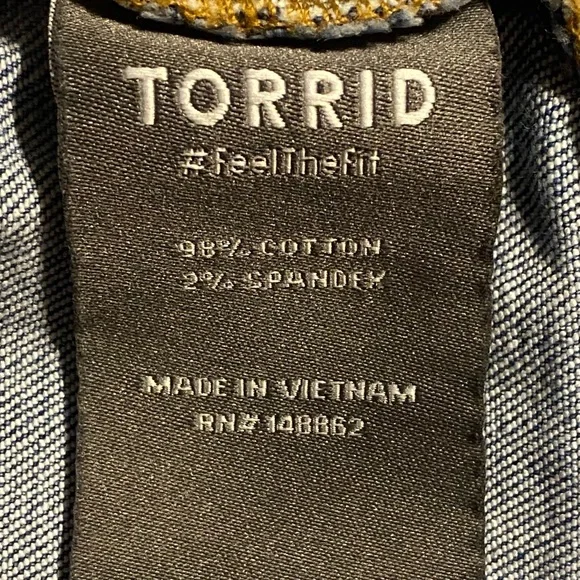 TORRID
#FeelTheFit
98% COTTON
2% SPANDEX
MADE IN VIETNAM
RN# 148862